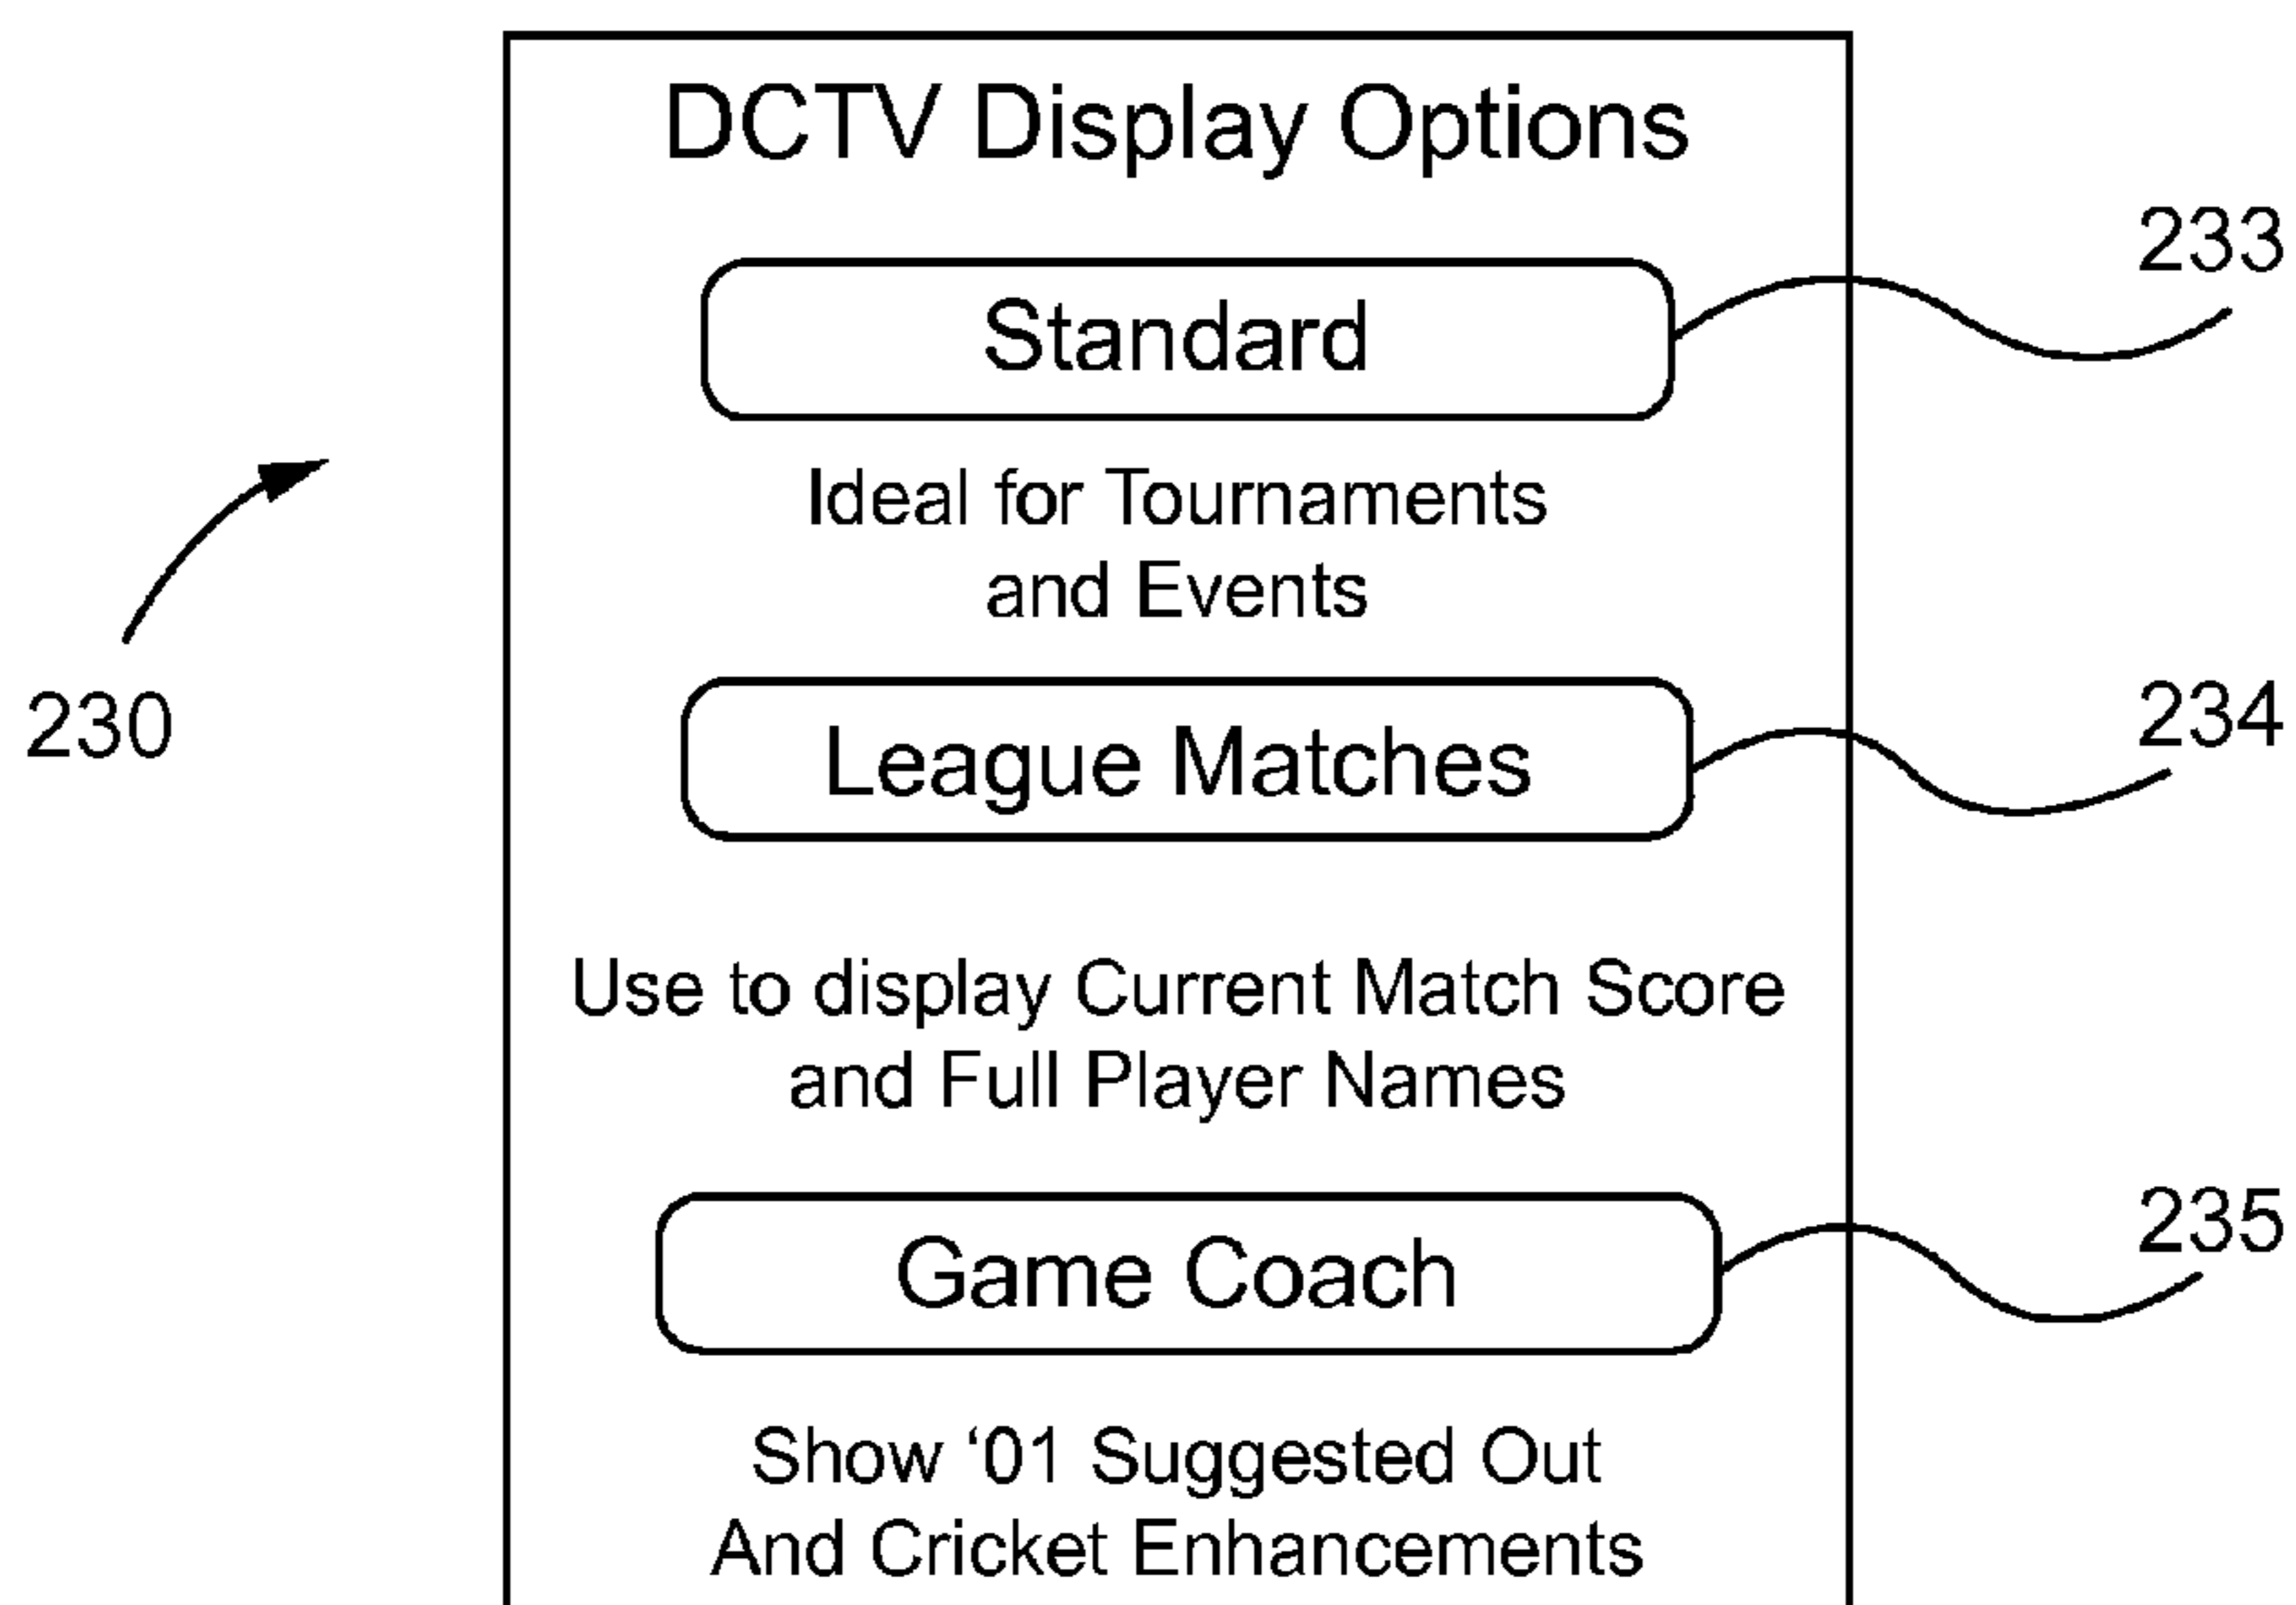 DCTV Display Options
233
Standard
Ideal for Tournaments
and Events
230
234
League Matches
Use to display Current Match Score
and Full Player Names
235
Game Coach
Show ‘01 Suggested Out
And Cricket Enhancements